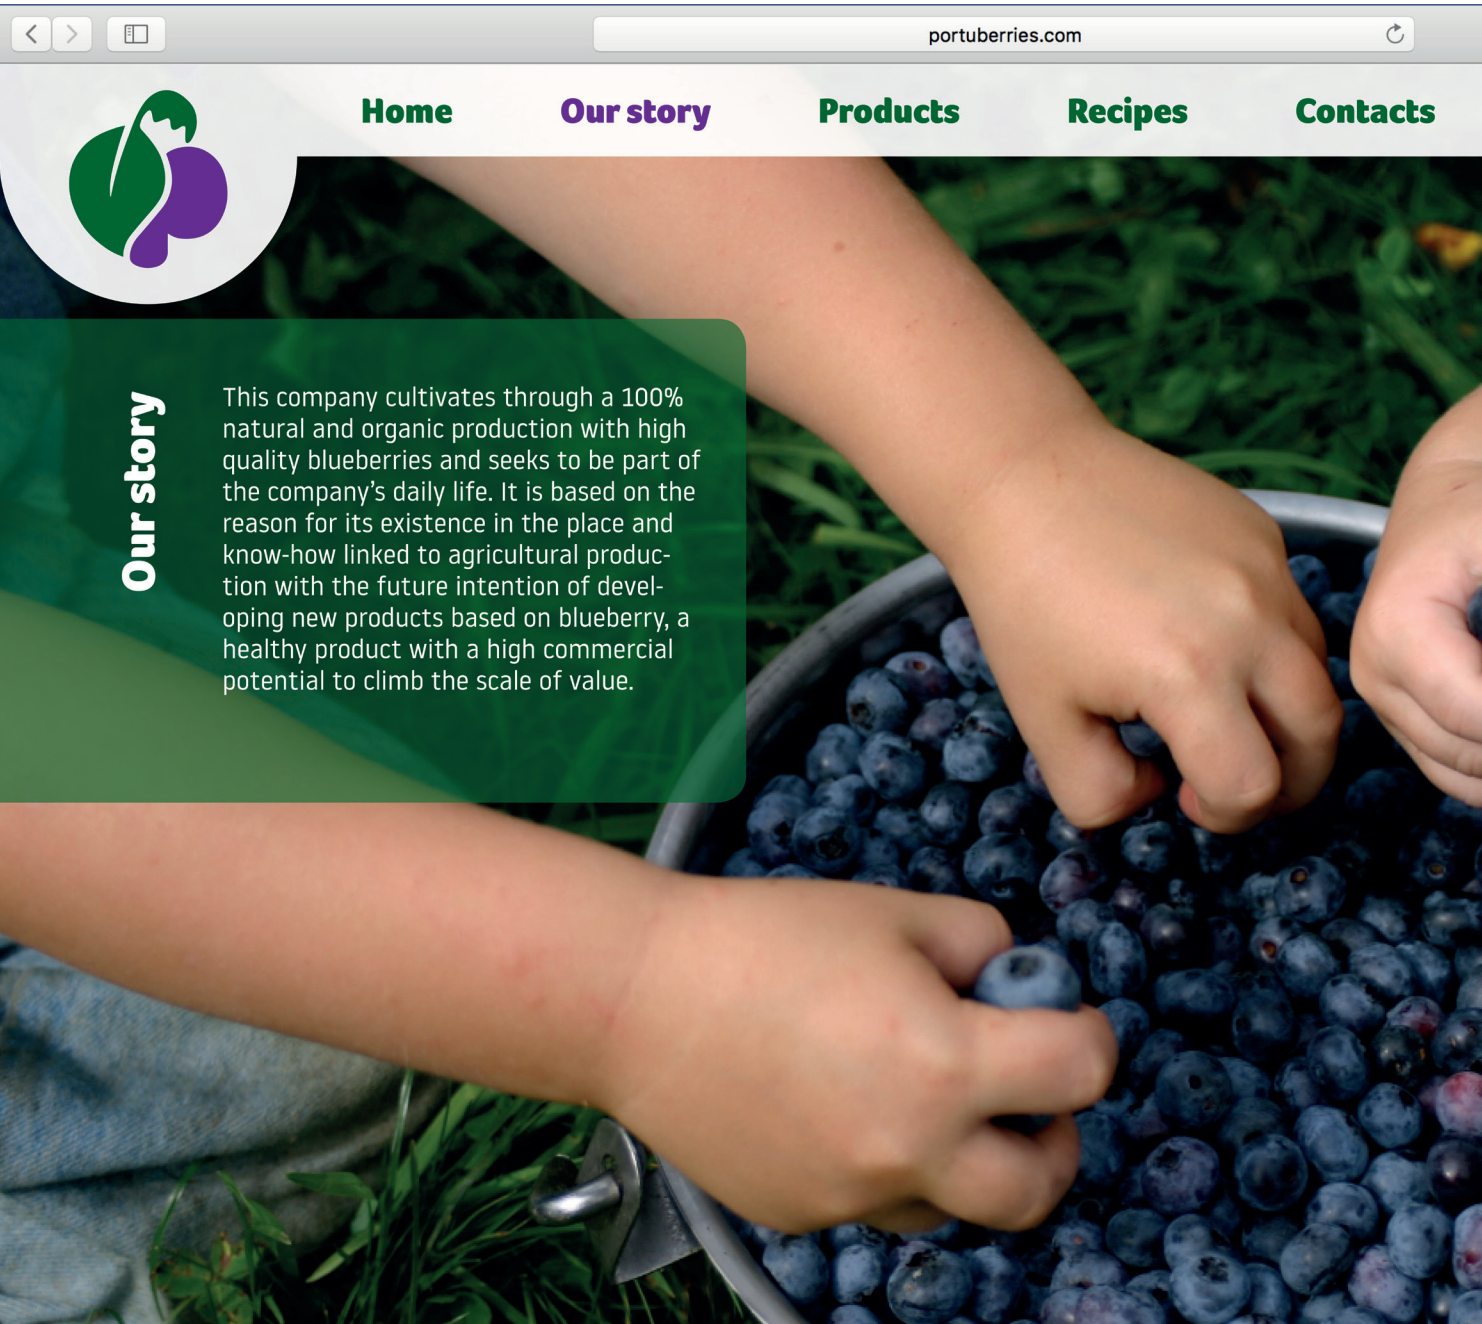 portuberries.com
Home Our story Products Recipes Contacts
Our story
This company cultivates through a 100%
natural and organic production with high
quality blueberries and seeks to be part of
the company's daily life. It is based on the
reason for its existence in the place and
know-how linked to agricultural produc-
tion with the future intention of devel-
oping new products based on blueberry, a
healthy product with a high commercial
potential to climb the scale of value.